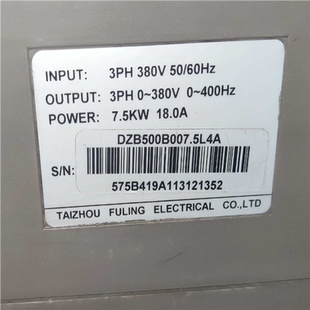 INPUT: 3PH 380V 50/60Hz
OUTPUT: 3PH 0~380V 0~400Hz
POWER: 7.5KW 18.0A
DZB500B007.5L4A
S/N:
575B419A113121352
TAIZHOU FULING ELECTRICAL CO.,LTD